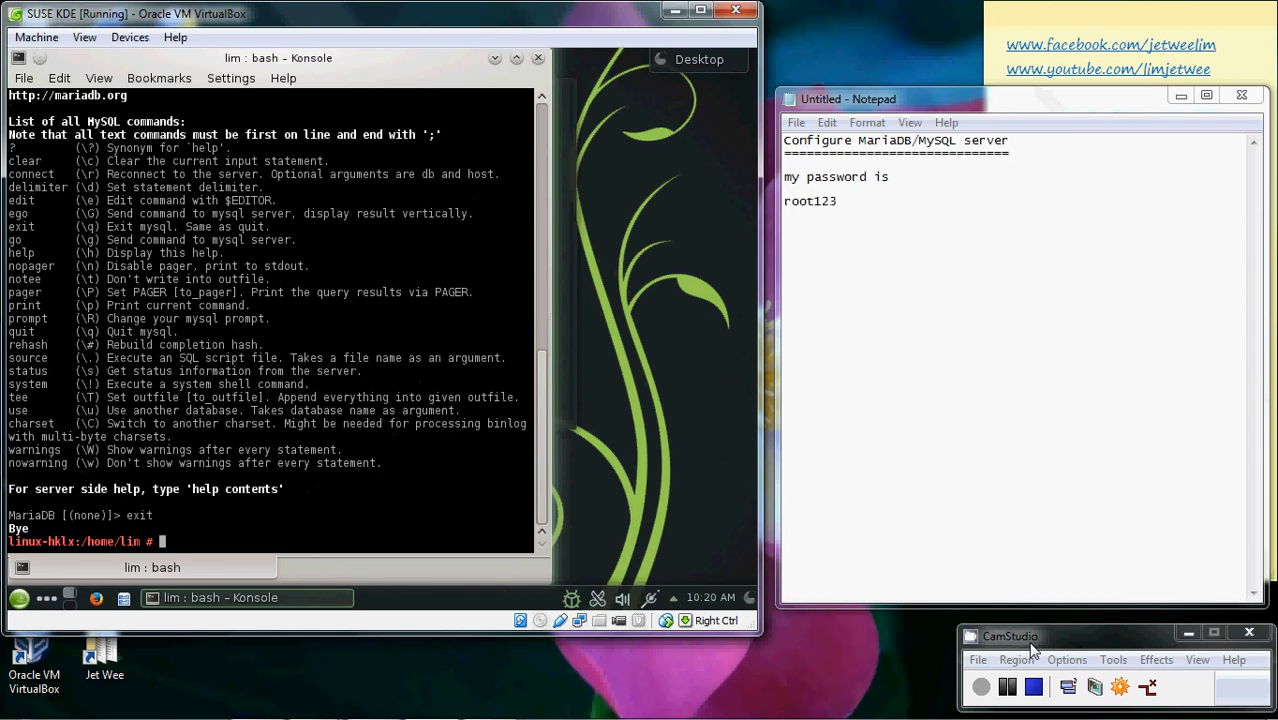 SUSE KDE [Running] - Oracle VM VirtualBox
Machine View Devices Help
lim : bash – Konsole
File Edit View Bookmarks Settings Help
http://mariadb.org
List of all MySQL commands:
Note that all text commands must be first on line and end with ';'
? (\?) Synonym for `help'.
clear (\c) Clear the current input statement.
connect (\r) Reconnect to the server. Optional arguments are db and host.
delimiter (\d) Set statement delimiter.
edit (\e) Edit command with $EDITOR.
ego (\G) Send command to mysql server, display result vertically.
exit (\q) Exit mysql. Same as quit.
go (\g) Send command to mysql server.
help (\h) Display this help.
nopager (\n) Disable pager, print to stdout.
notee (\t) Don't write into outfile.
pager (\P) Set PAGER [to_pager]. Print the query results via PAGER.
print (\p) Print current command.
prompt (\R) Change your mysql prompt.
quit (\q) Quit mysql.
rehash (\#) Rebuild completion hash.
source (\.) Execute an SQL script file. Takes a file name as an argument.
status (\s) Get status information from the server.
system (\!) Execute a system shell command.
tee (\T) Set outfile [to_outfile]. Append everything into given outfile.
use (\u) Use another database. Takes database name as argument.
charset (\C) Switch to another charset. Might be needed for processing binlog
with multi-byte charsets.
warnings (\W) Show warnings after every statement.
nowarning (\w) Don't show warnings after every statement.
For server side help, type 'help contents'
MariaDB [(none)]> exit
Bye
linux-hklx:/home/lim #
lim : bash
lim : bash – Konsole
10:20 AM
Right Ctrl
Desktop
www.facebook.com/jetweelim
www.youtube.com/limjetwee
Untitled - Notepad
File Edit Format View Help
Configure MariaDB/MySQL server
==============================
my password is
root123
CamStudio
File Region Options Tools Effects View Help
Oracle VM
VirtualBox
Jet Wee